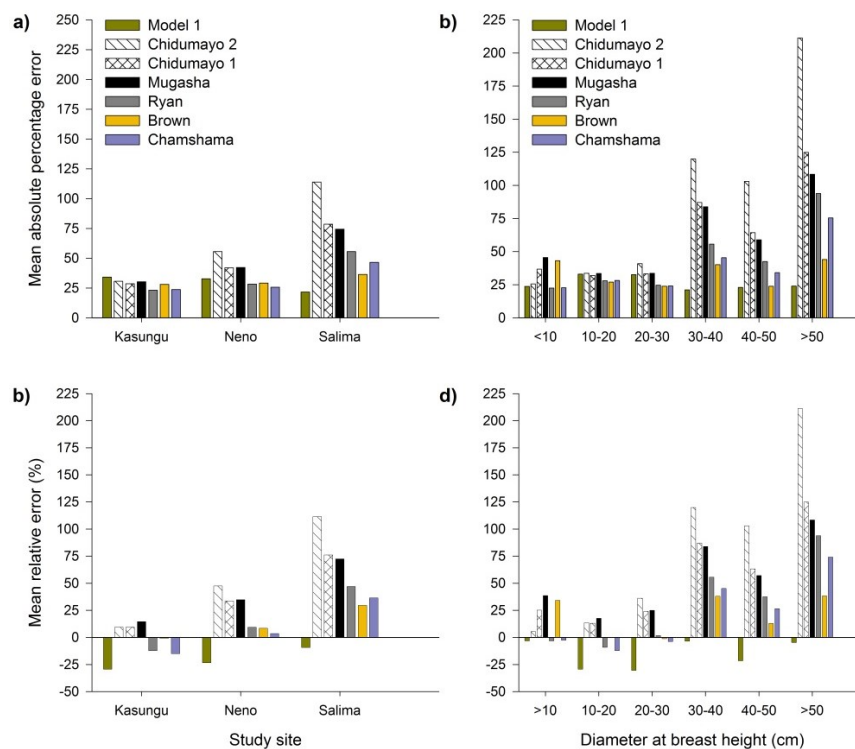 a)
250
225
200
175
150
125
100
75
50
25
0
Mean absolute percentage error
Model 1
Chidumayo 2
Chidumayo 1
Mugasha
Ryan
Brown
Chamshama
Kasungu Neno Salima
b)
250
225
200
175
150
125
100
75
50
25
0
Model 1
Chidumayo 2
Chidumayo 1
Mugasha
Ryan
Brown
Chamshama
<10 10-20 20-30 30-40 40-50 >50
b)
225
200
175
150
125
100
75
50
25
0
-25
-50
Mean relative error (%)
Kasungu Neno Salima
Study site
d)
225
200
175
150
125
100
75
50
25
0
-25
-50
>10 10-20 20-30 30-40 40-50 >50
Diameter at breast height (cm)